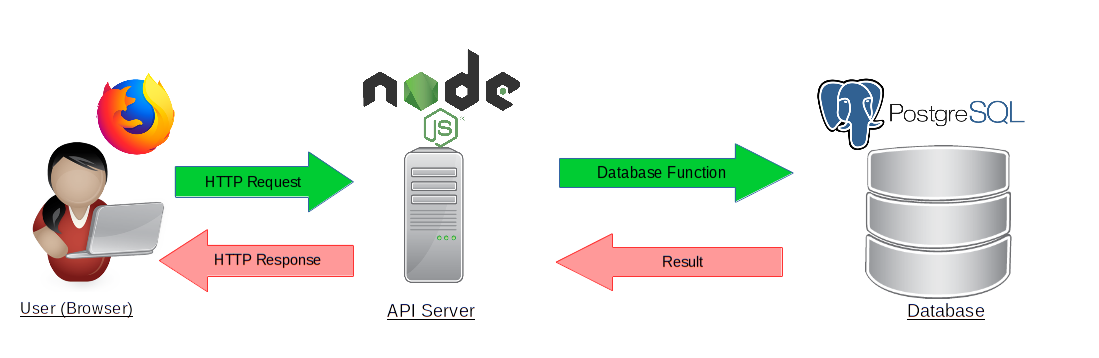 node
JS
PostgreSQL
HTTP Request
Database Function
HTTP Response
Result
User (Browser)
API Server
Database